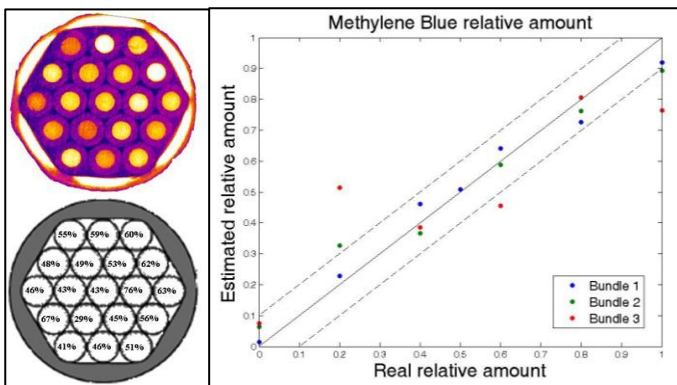 55% 59% 60%
48% 49% 53% 62%
46% 43% 43% 76% 63%
67% 29% 45% 56%
41% 46% 51%
Methylene Blue relative amount
Estimated relative amount
1
0.9
0.8
0.7
0.6
0.5
0.4
0.3
0.2
0.1
0
0 0.1 0.2 0.3 0.4 0.5 0.6 0.7 0.8 0.9 1
Real relative amount
Bundle 1
Bundle 2
Bundle 3